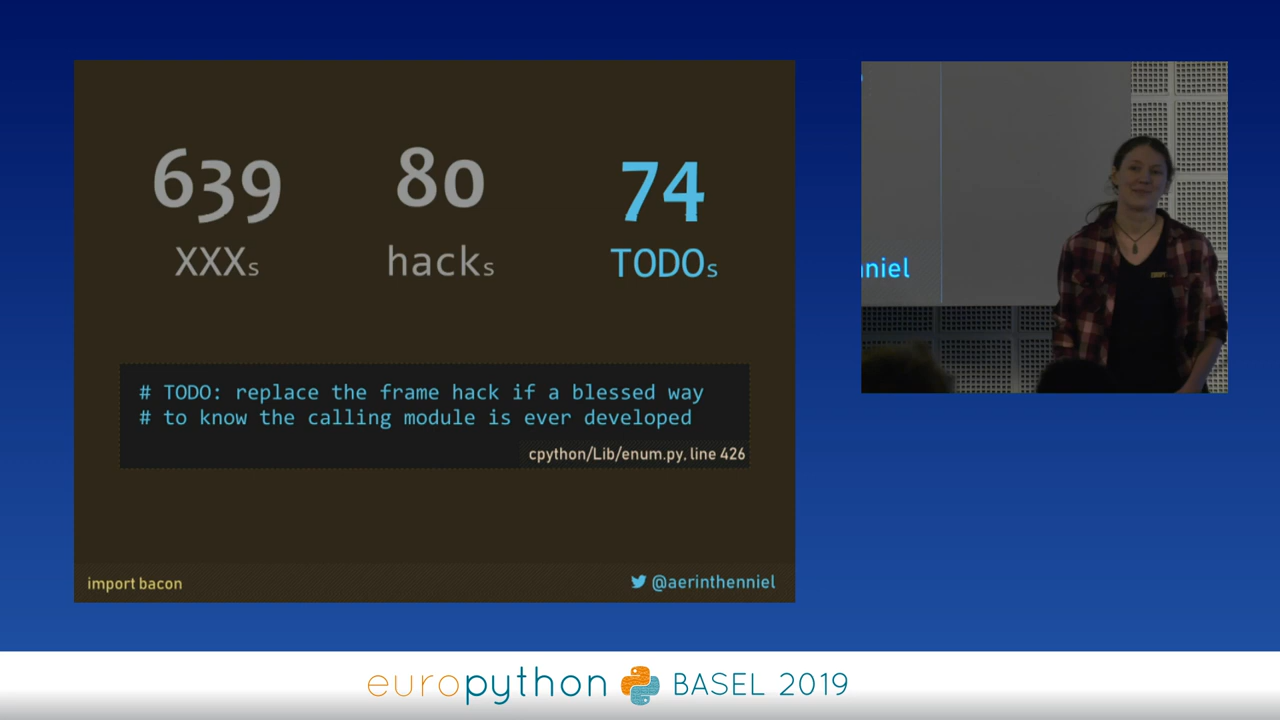 639
XXXs
80
hacks
74
TODOs
# TODO: replace the frame hack if a blessed way
# to know the calling module is ever developed
cpython/Lib/enum.py, line 426
import bacon
@aerinthenniel
nniel
europython BASEL 2019